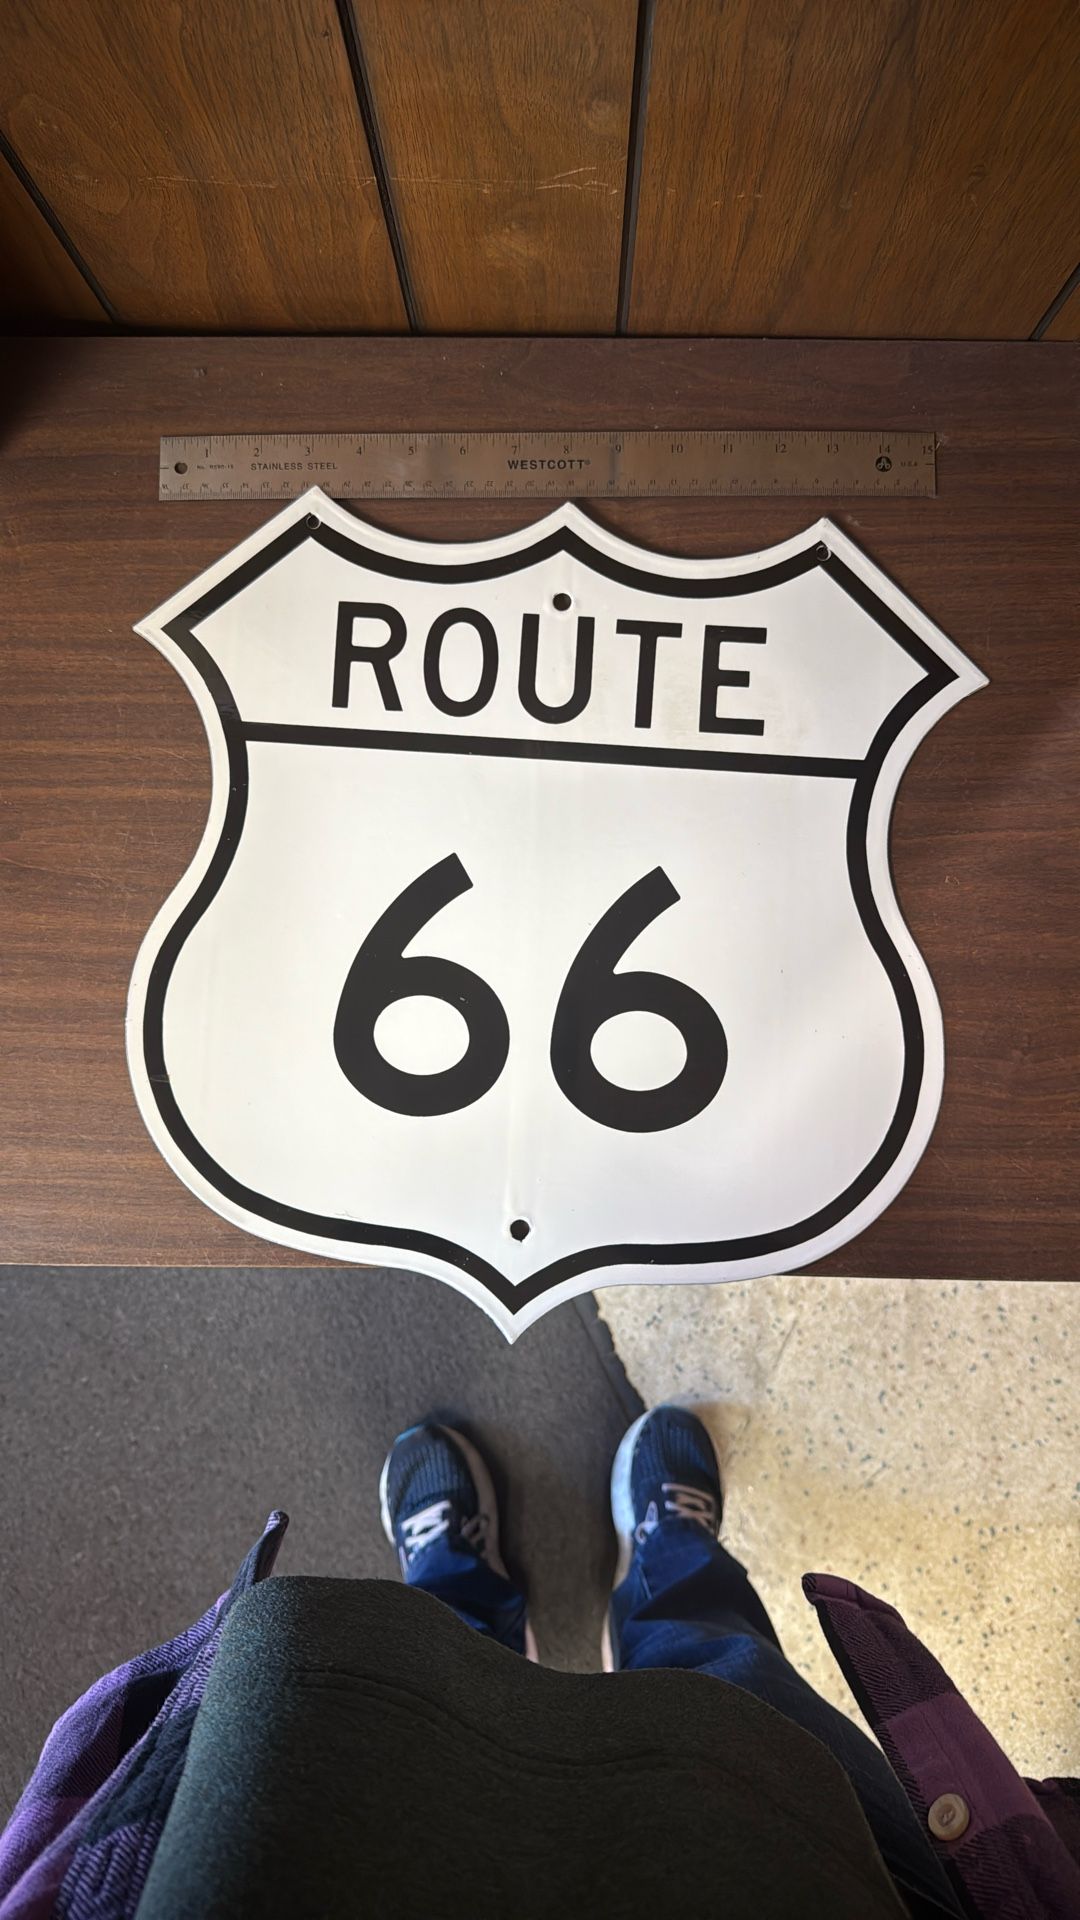 1 2 3 4 5 6 7 8 9 10 11 12 13 14 15
STAINLESS STEEL WESTCOTT® U.S.A
ROUTE
66